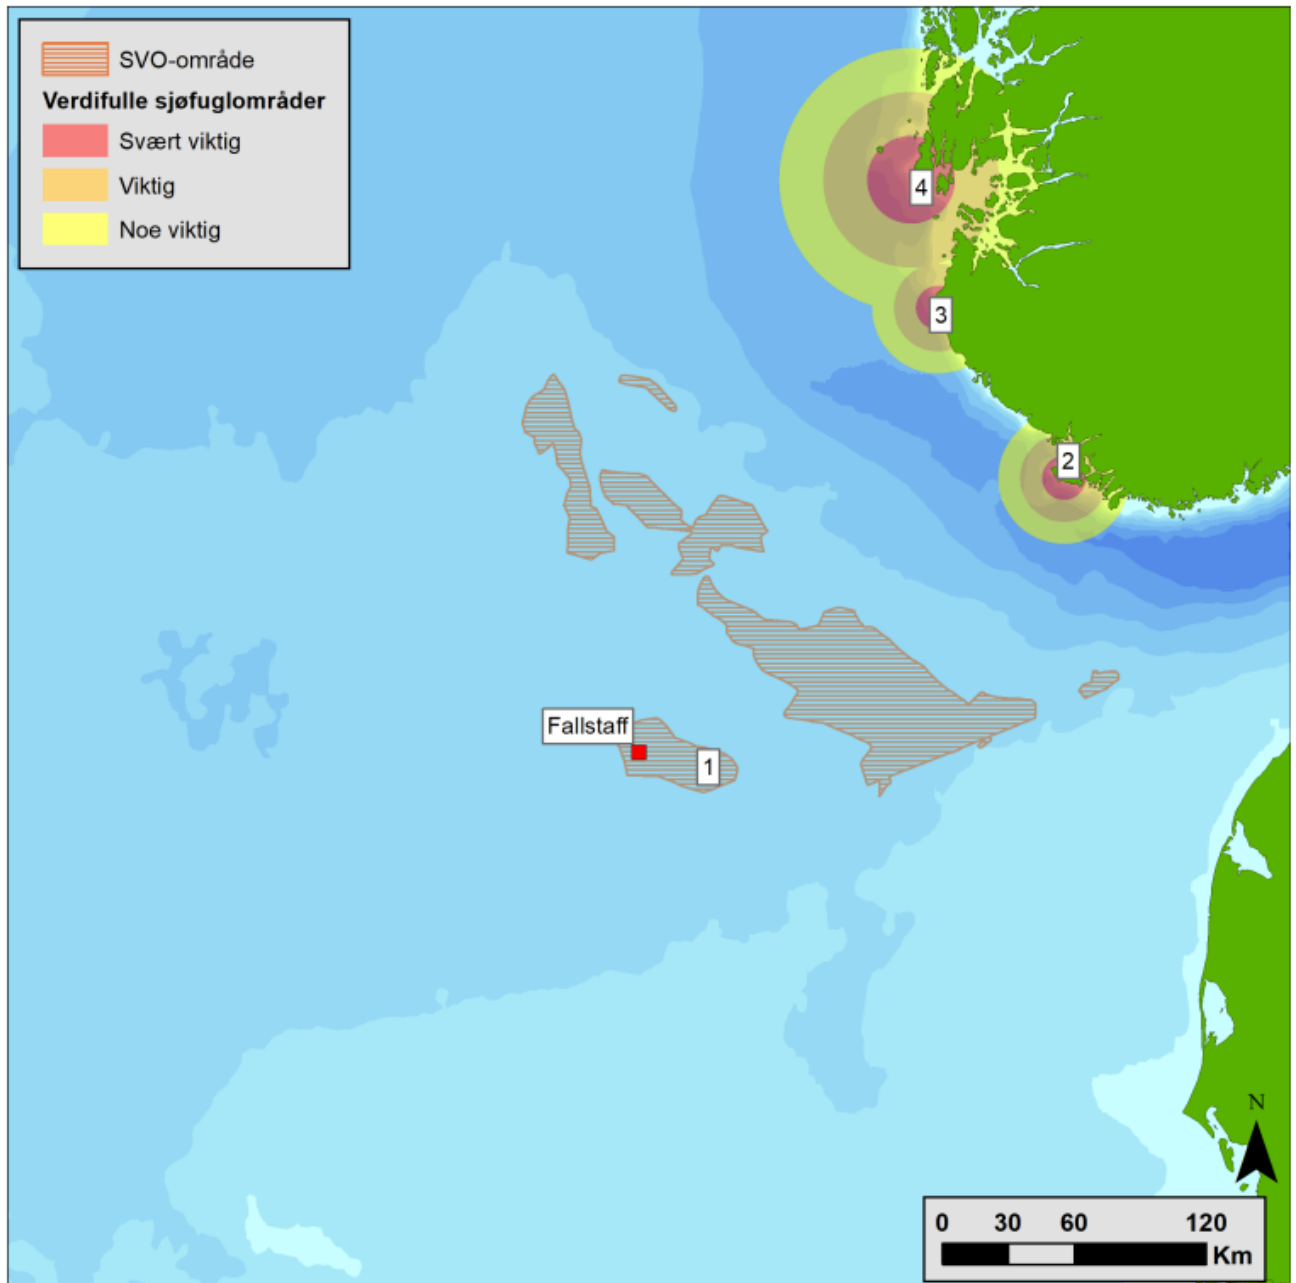 SVO-område
Verdifulle sjøfuglområder
Svært viktig
Viktig
Noe viktig
4
3
2
Fallstaff
1
N
0 30 60 120
Km